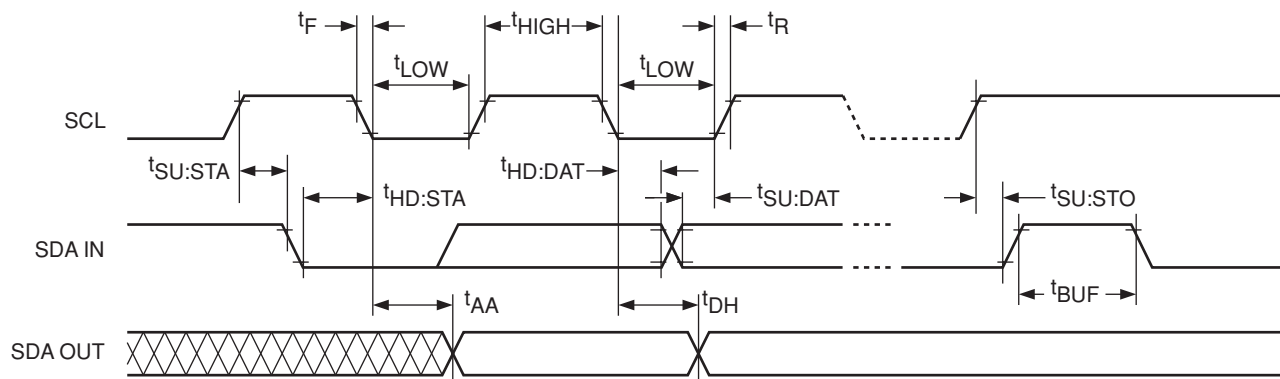 tF
tHIGH
tR
tLOW
tLOW
SCL
tSU:STA
tHD:STA
tHD:DAT
tSU:DAT
tSU:STO
SDA IN
tBUF
tAA
tDH
SDA OUT